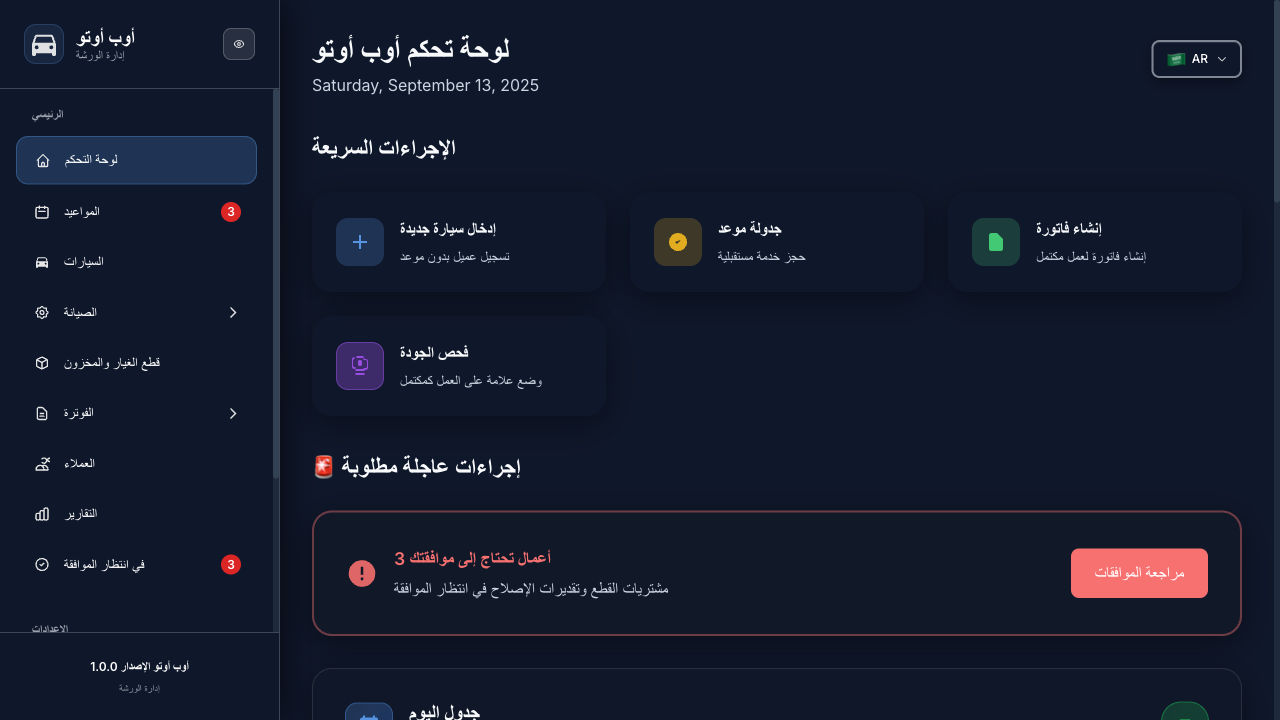 أوب أوتو
إدارة الورشة
الرئيسي
لوحة التحكم
المواعيد
3
السيارات
الصيانة
قطع الغيار والمخزون
الفوترة
العملاء
التقارير
في انتظار الموافقة
3
الاعدادات
أوب أوتو الإصدار 1.0.0
إدارة الورشة
لوحة تحكم أوب أوتو
Saturday, September 13, 2025
AR
الإجراءات السريعة
إدخال سيارة جديدة
تسجيل عميل بدون موعد
جدولة موعد
حجز خدمة مستقبلية
إنشاء فاتورة
إنشاء فاتورة لعمل مكتمل
فحص الجودة
وضع علامة على العمل كمكتمل
إجراءات عاجلة مطلوبة
3 أعمال تحتاج إلى موافقتك
مشتريات القطع وتقديرات الإصلاح في انتظار الموافقة
مراجعة الموافقات
جدول اليوم